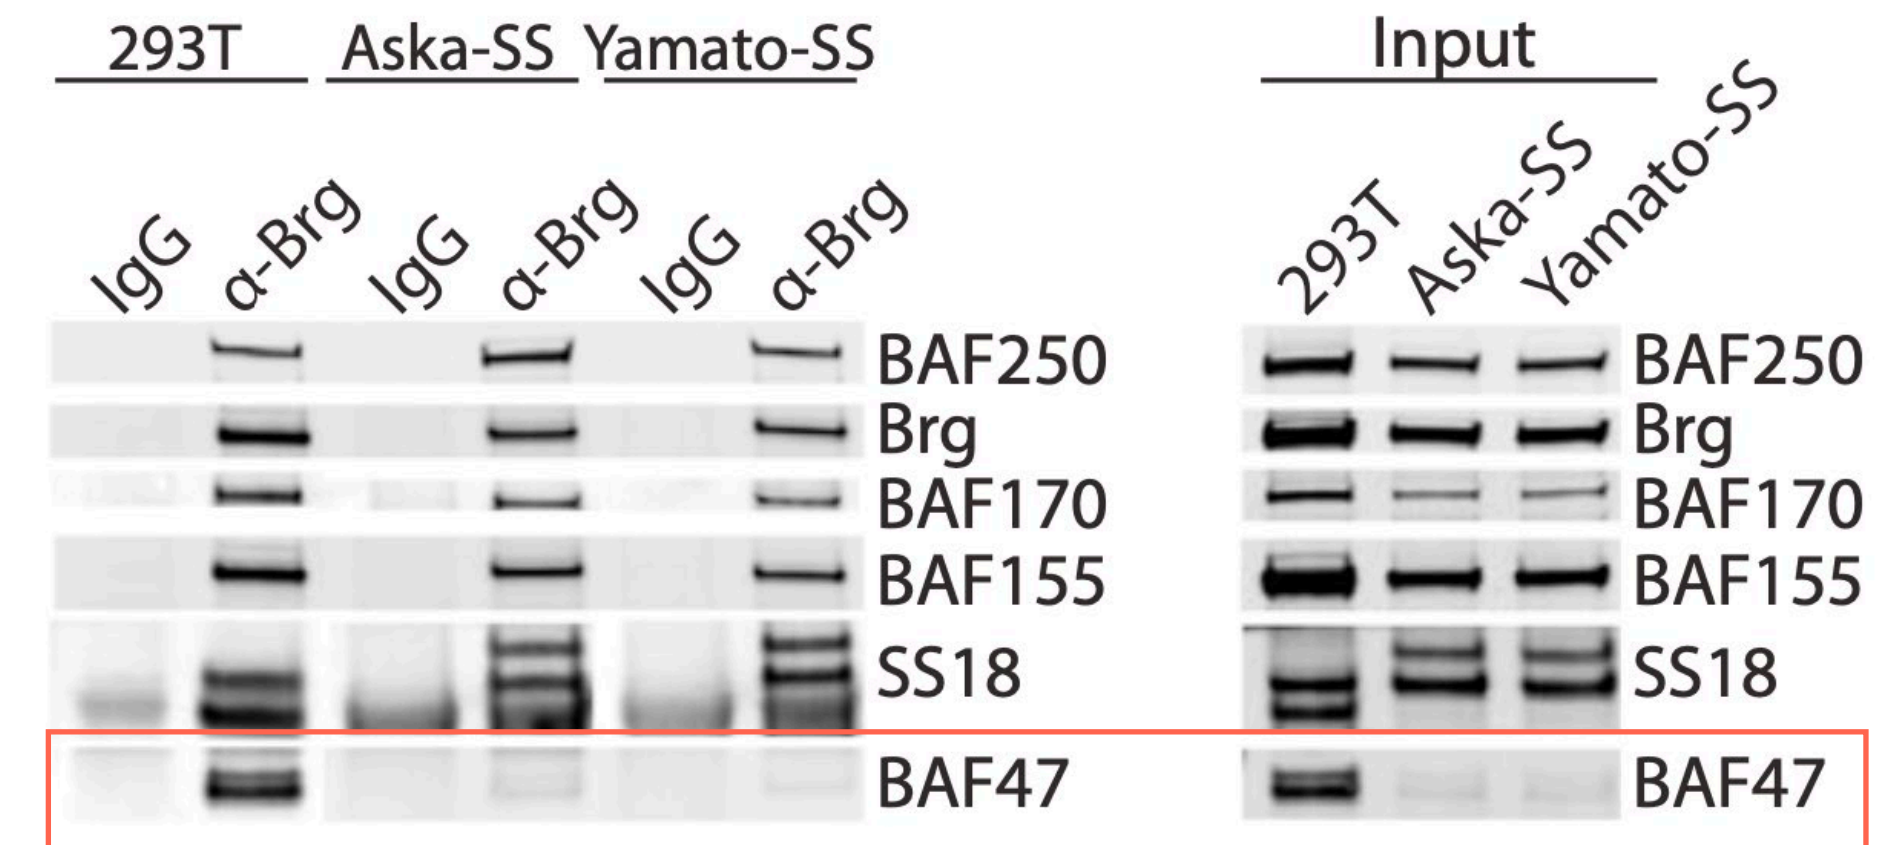 293T Aska-SS Yamato-SS Input
IgG α-Brg IgG α-Brg IgG α-Brg 293T Aska-SS Yamato-SS
BAF250 BAF250
Brg Brg
BAF170 BAF170
BAF155 BAF155
SS18 SS18
BAF47 BAF47